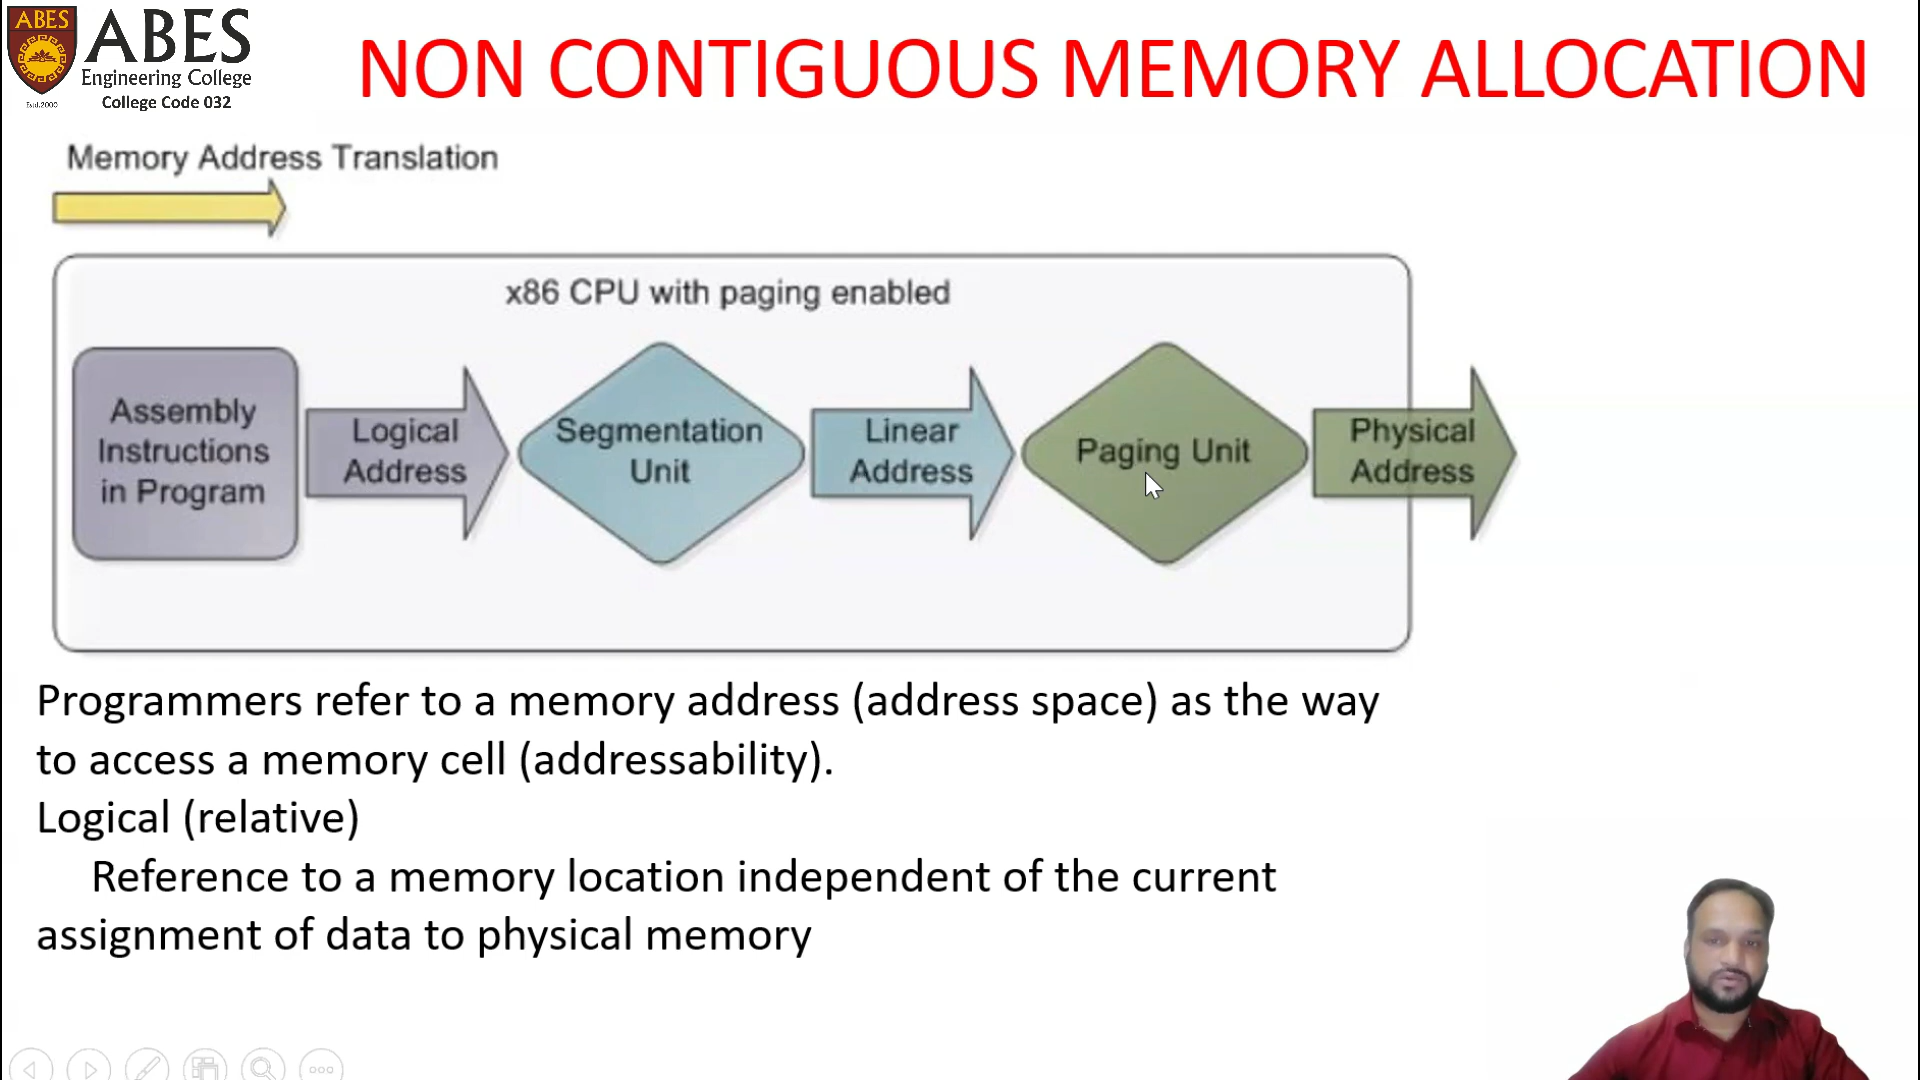 ABES
ABES
Engineering College
College Code 032
Estd.2000
NON CONTIGUOUS MEMORY ALLOCATION
Memory Address Translation
x86 CPU with paging enabled
Assembly
Instructions
in Program
Logical
Address
Segmentation
Unit
Linear
Address
Paging Unit
Physical
Address
Programmers refer to a memory address (address space) as the way
to access a memory cell (addressability).
Logical (relative)
Reference to a memory location independent of the current
assignment of data to physical memory